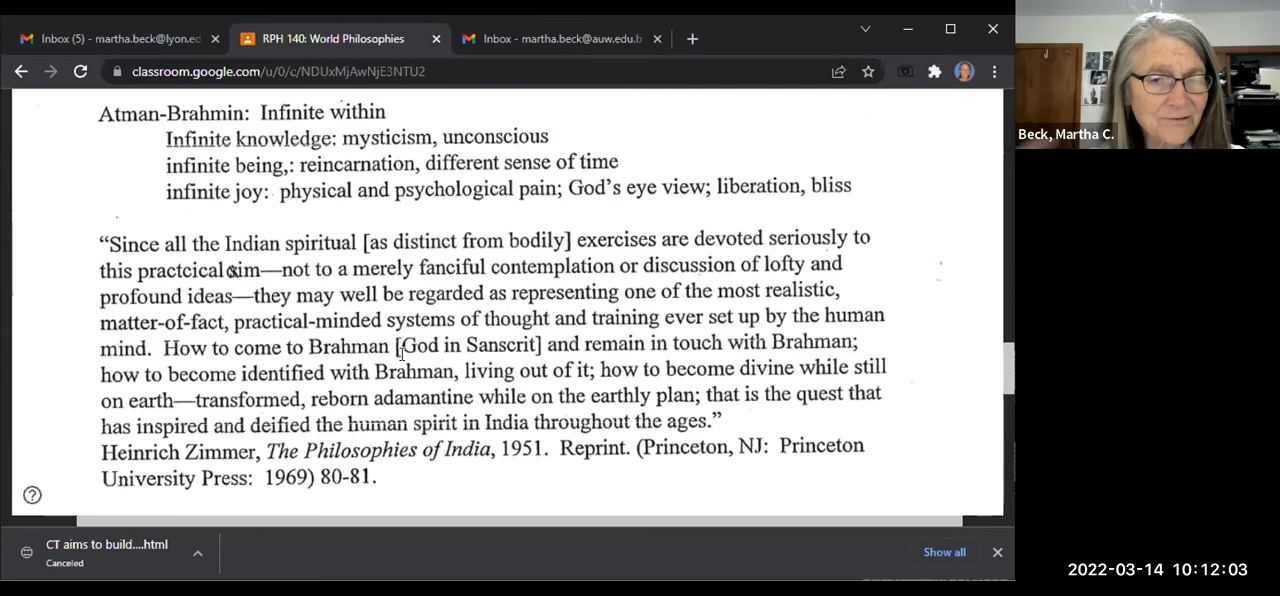 Inbox (5) - martha.beck@lyon.ed
RPH 140: World Philosophies
Inbox - martha.beck@auw.edu.b
classroom.google.com/u/0/c/NDUxMjAwNjE3NTU2
Beck, Martha C.
Atman-Brahmin: Infinite within
Infinite knowledge: mysticism, unconscious
infinite being,: reincarnation, different sense of time
infinite joy: physical and psychological pain; God's eye view; liberation, bliss
“Since all the Indian spiritual [as distinct from bodily] exercises are devoted seriously to
this practcical aim—not to a merely fanciful contemplation or discussion of lofty and
profound ideas—they may well be regarded as representing one of the most realistic,
matter-of-fact, practical-minded systems of thought and training ever set up by the human
mind. How to come to Brahman [God in Sanscrit] and remain in touch with Brahman;
how to become identified with Brahman, living out of it; how to become divine while still
on earth—transformed, reborn adamantine while on the earthly plan; that is the quest that
has inspired and deified the human spirit in India throughout the ages.”
Heinrich Zimmer, The Philosophies of India, 1951. Reprint. (Princeton, NJ: Princeton
University Press: 1969) 80-81.
CT aims to build....html
Canceled
Show all
2022-03-14 10:12:03